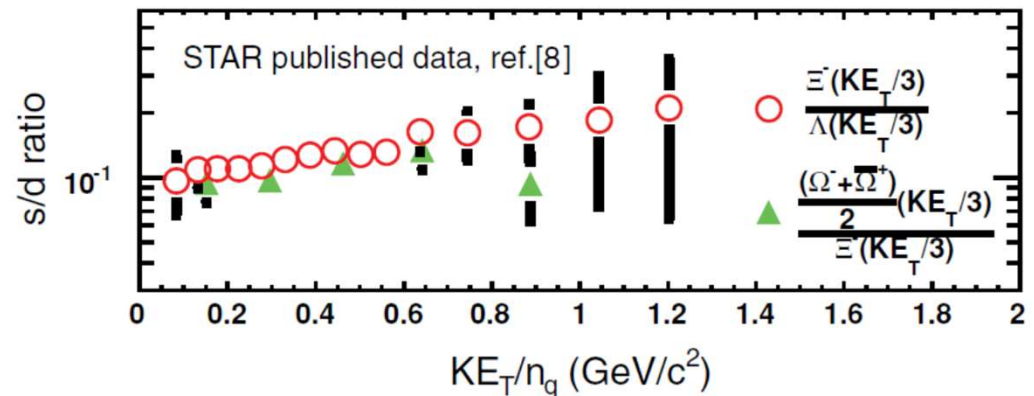 STAR published data, ref.[8]
s/d ratio
10⁻¹
Ξ⁻(KE_T/3)
Λ(KE_T/3)
(Ω⁻+Ω̅⁺)
2
(KE_T/3)
Ξ⁻(KE_T/3)
0 0.2 0.4 0.6 0.8 1 1.2 1.4 1.6 1.8 2
KE_T/n_q (GeV/c²)